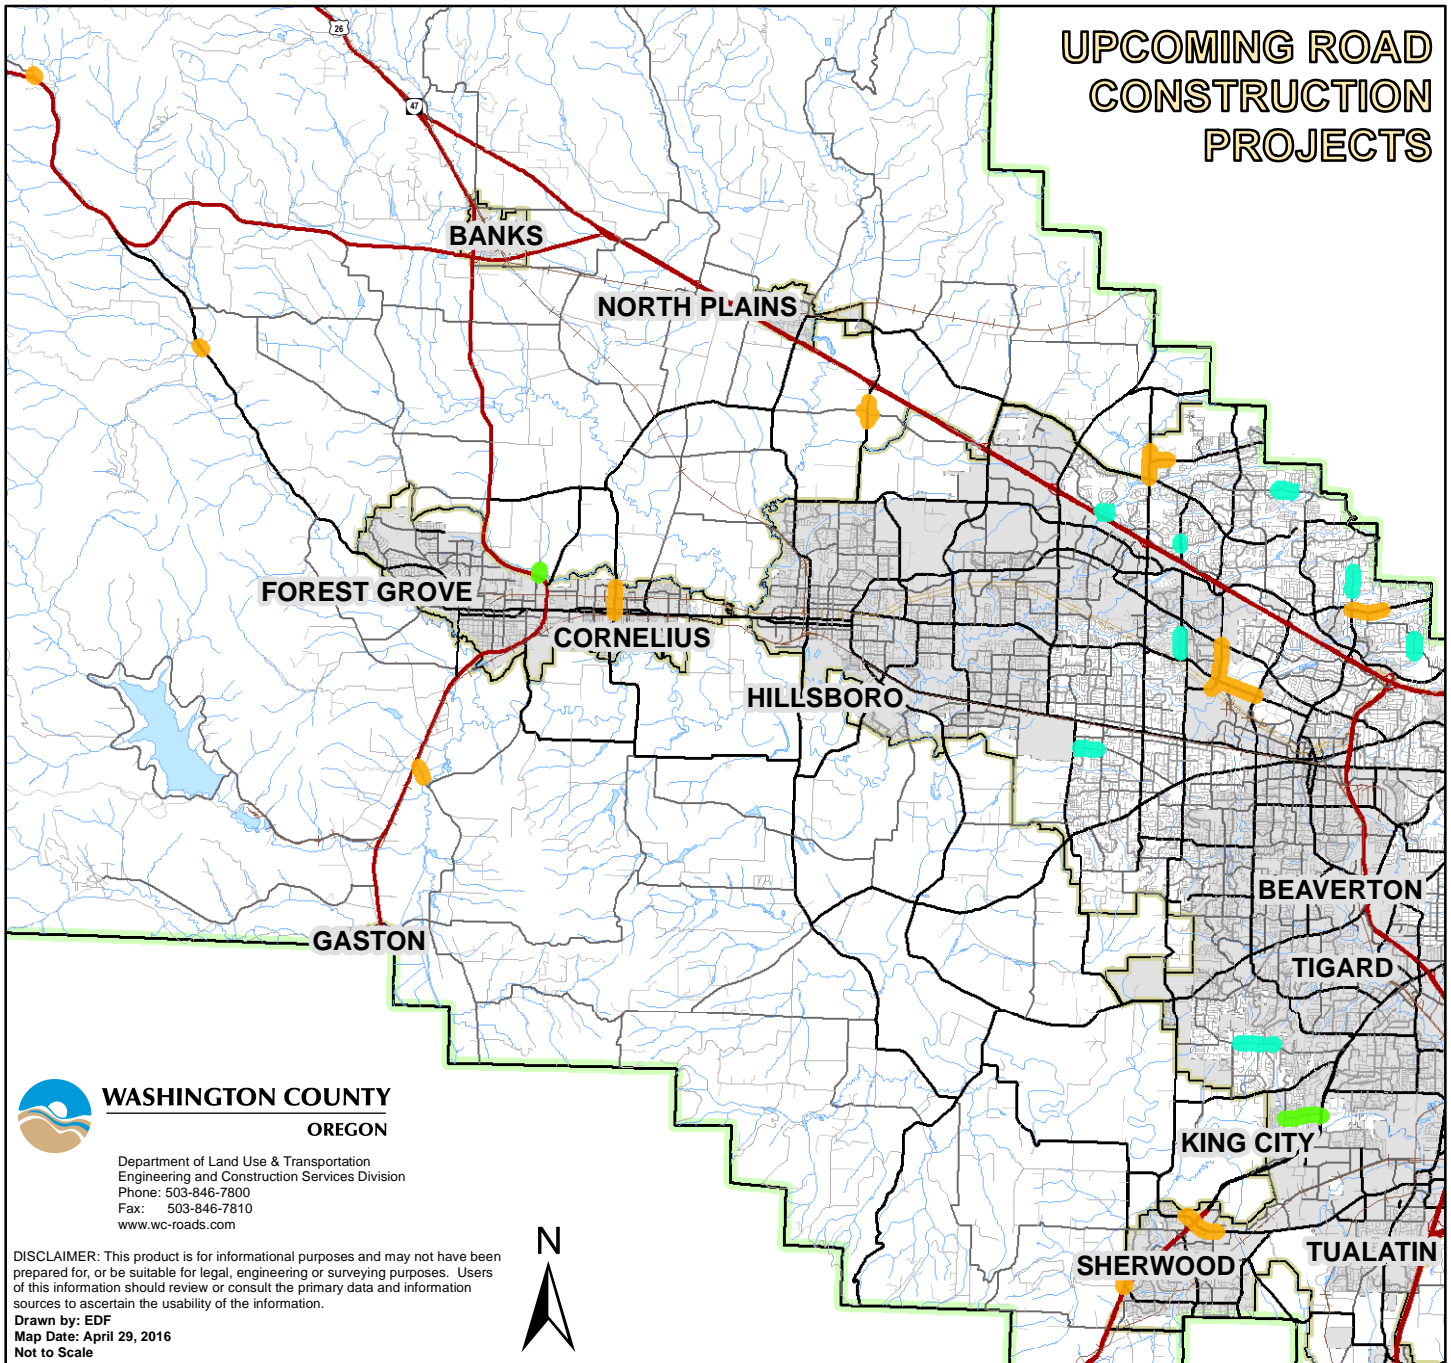 UPCOMING ROAD
CONSTRUCTION
PROJECTS
26
47
BANKS
NORTH PLAINS
FOREST GROVE
CORNELIUS
HILLSBORO
BEAVERTON
GASTON
TIGARD
KING CITY
SHERWOOD
TUALATIN
WASHINGTON COUNTY
OREGON
Department of Land Use & Transportation
Engineering and Construction Services Division
Phone: 503-846-7800
Fax: 503-846-7810
www.wc-roads.com
N
DISCLAIMER: This product is for informational purposes and may not have been
prepared for, or be suitable for legal, engineering or surveying purposes. Users
of this information should review or consult the primary data and information
sources to ascertain the usability of the information.
Drawn by: EDF
Map Date: April 29, 2016
Not to Scale